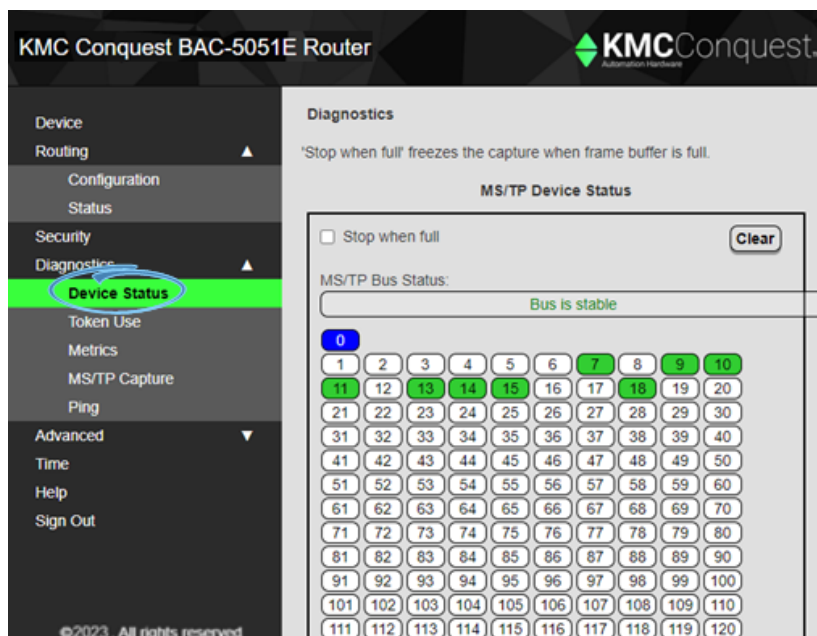 KMC Conquest BAC-5051E Router
KMCConquest
Automation Hardware
Device
Routing ▲
Configuration
Status
Security
Diagnostics ▲
Device Status
Token Use
Metrics
MS/TP Capture
Ping
Advanced ▼
Time
Help
Sign Out
©2023 All rights reserved
Diagnostics
'Stop when full' freezes the capture when frame buffer is full.
MS/TP Device Status
Stop when full Clear
MS/TP Bus Status:
Bus is stable
0
1 2 3 4 5 6 7 8 9 10
11 12 13 14 15 16 17 18 19 20
21 22 23 24 25 26 27 28 29 30
31 32 33 34 35 36 37 38 39 40
41 42 43 44 45 46 47 48 49 50
51 52 53 54 55 56 57 58 59 60
61 62 63 64 65 66 67 68 69 70
71 72 73 74 75 76 77 78 79 80
81 82 83 84 85 86 87 88 89 90
91 92 93 94 95 96 97 98 99 100
101 102 103 104 105 106 107 108 109 110
111 112 113 114 115 116 117 118 119 120